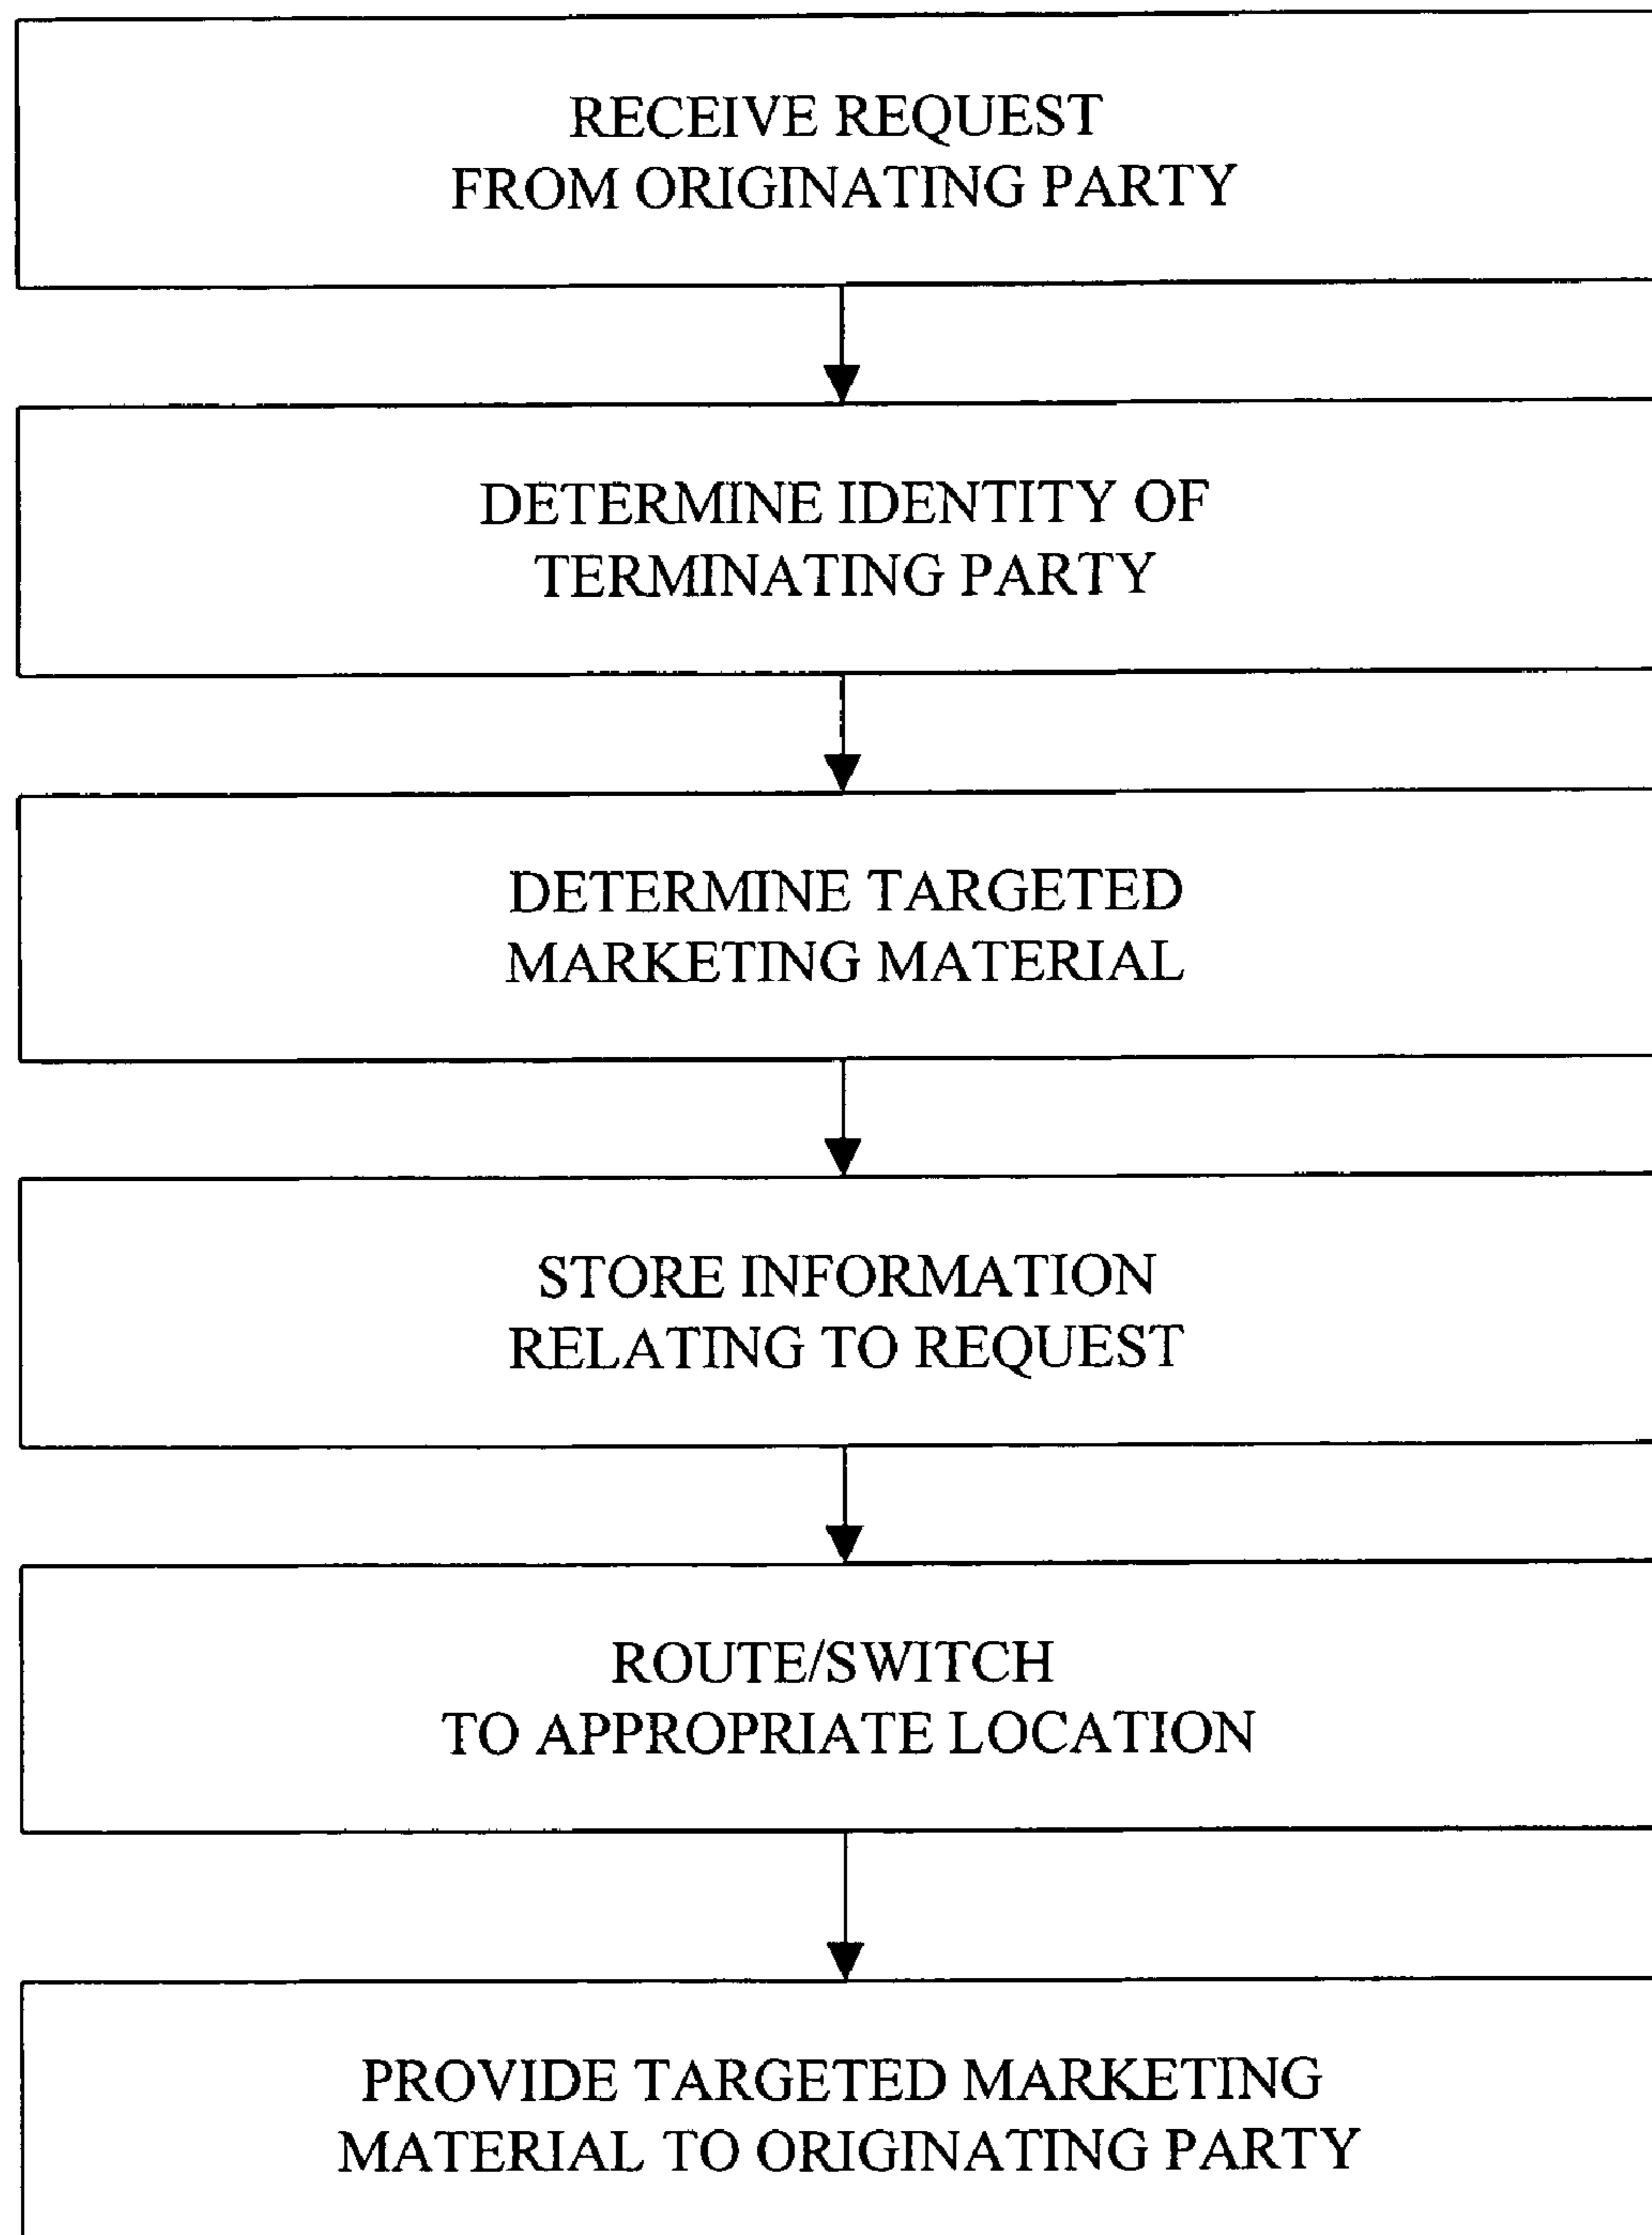 RECEIVE REQUEST
FROM ORIGINATING PARTY
DETERMINE IDENTITY OF
TERMINATING PARTY
DETERMINE TARGETED
MARKETING MATERIAL
STORE INFORMATION
RELATING TO REQUEST
ROUTE/SWITCH
TO APPROPRIATE LOCATION
PROVIDE TARGETED MARKETING
MATERIAL TO ORIGINATING PARTY